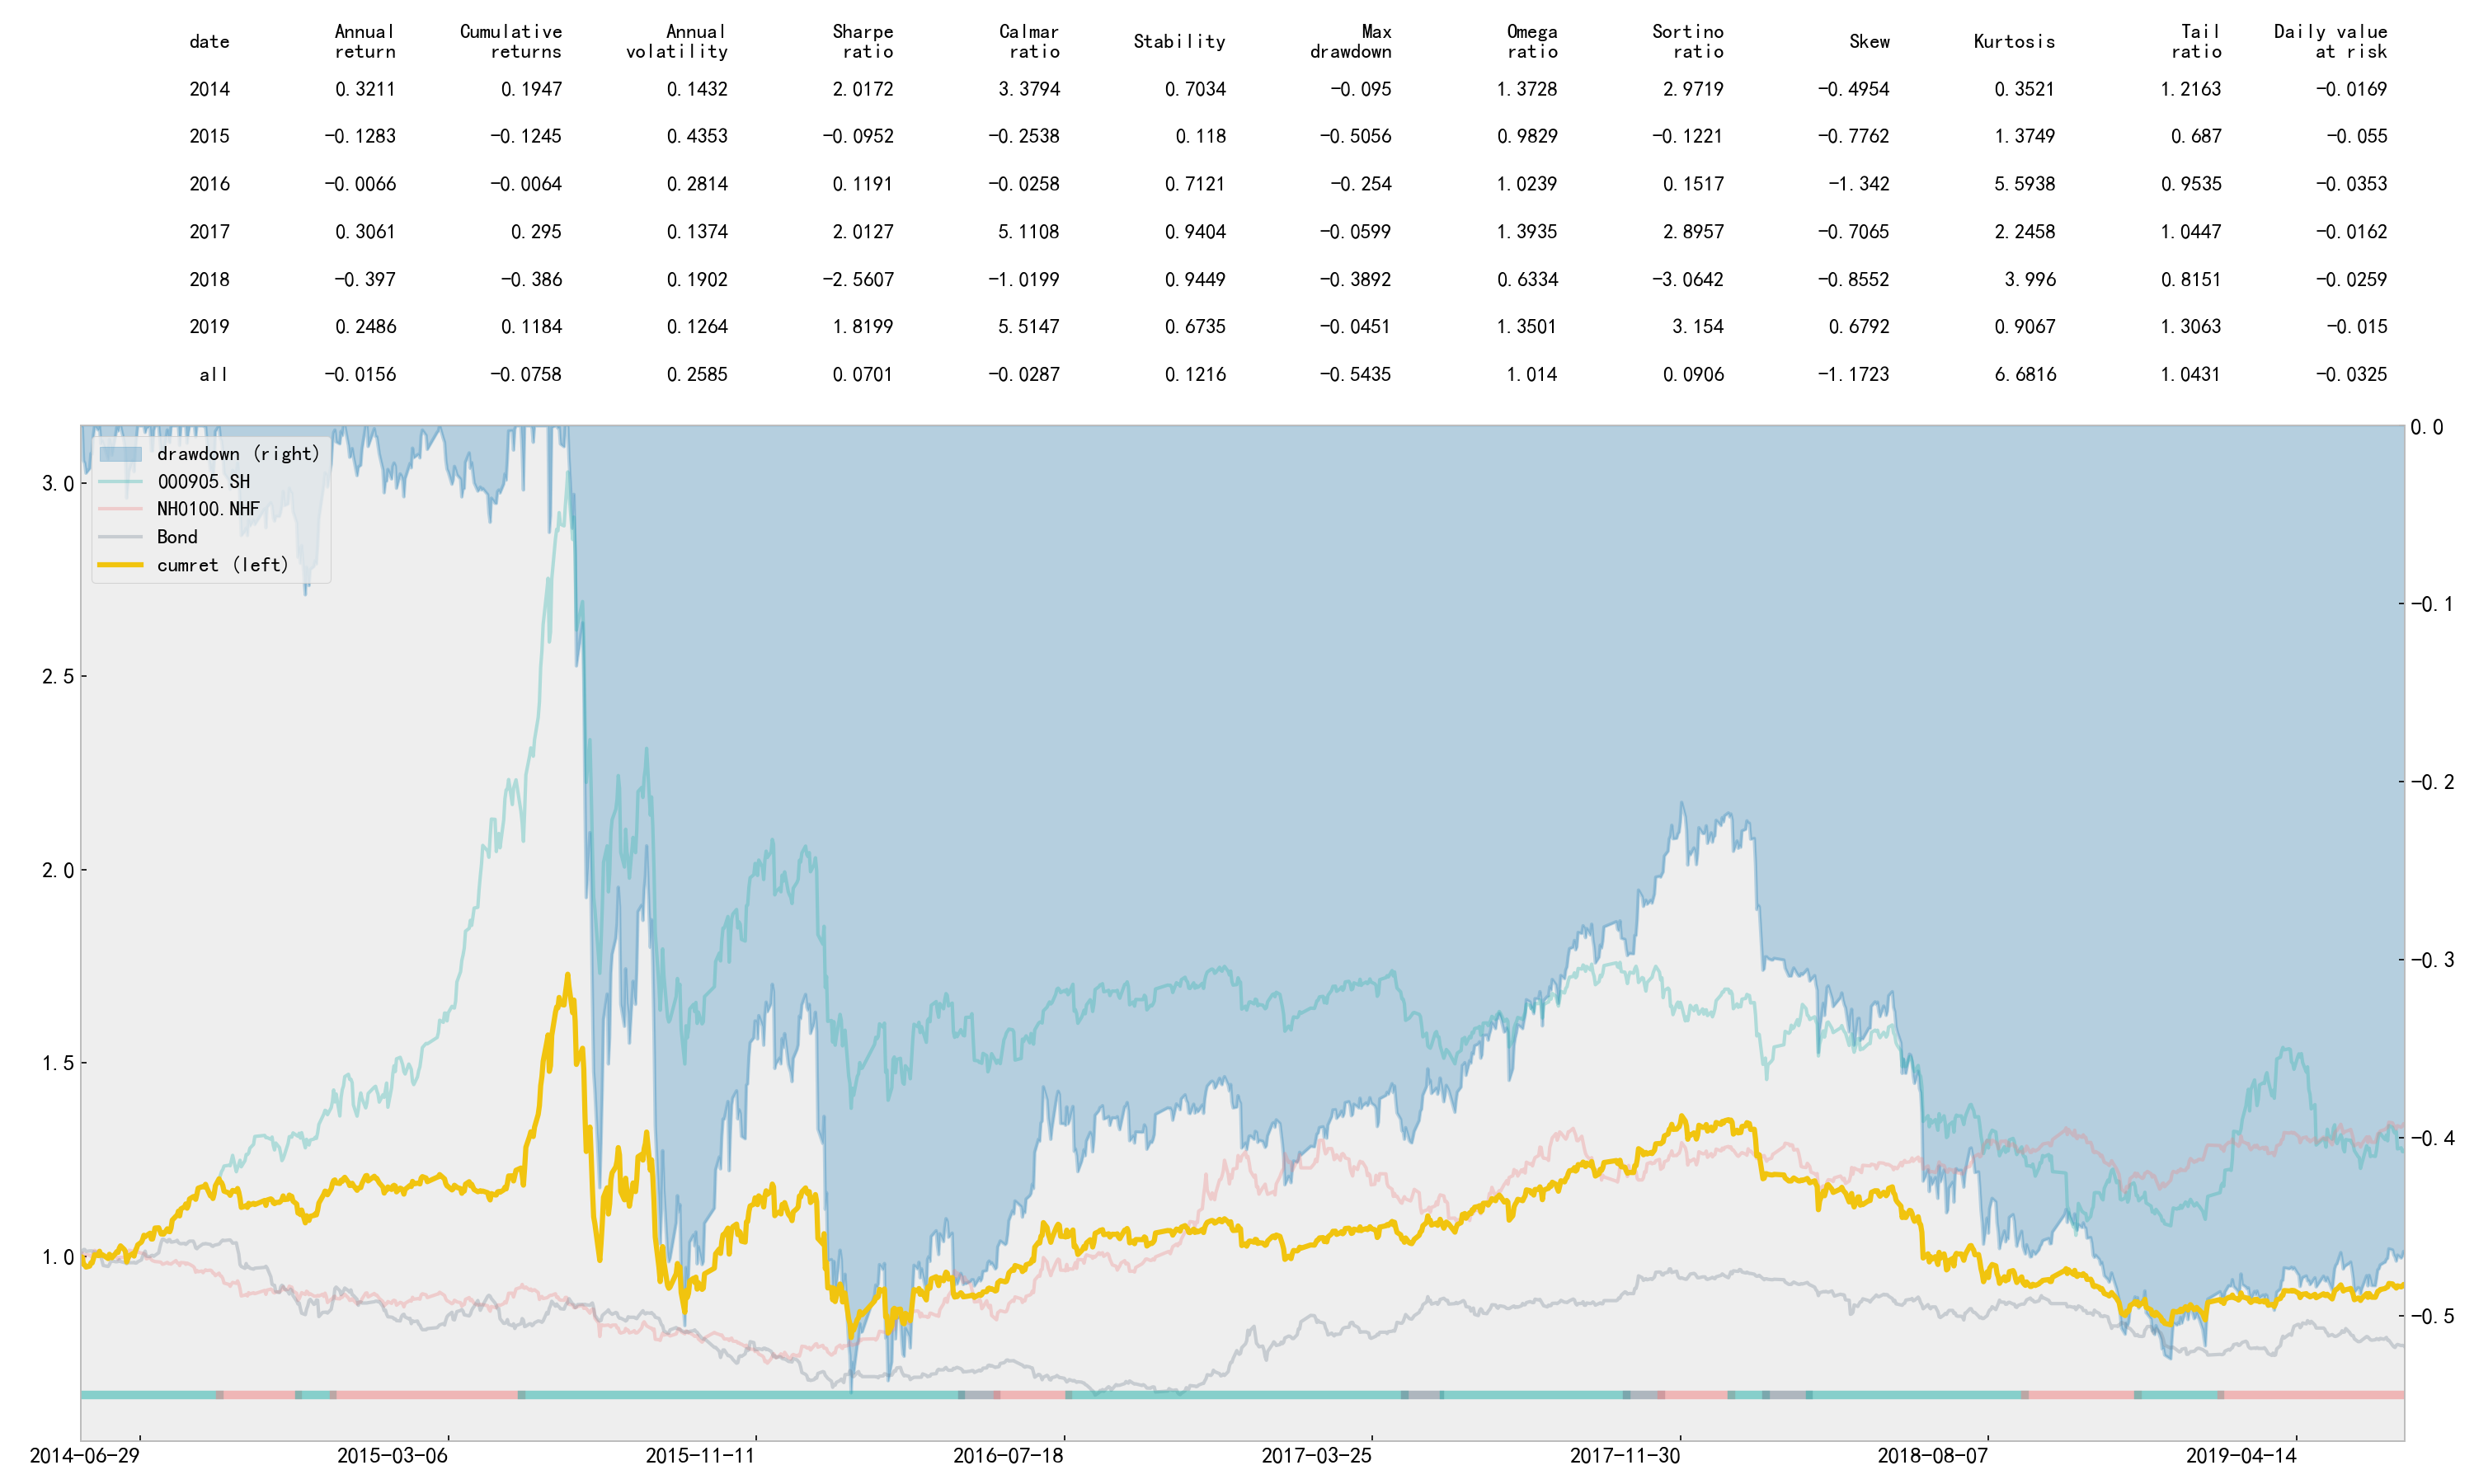 date Annual return Cumulative returns Annual volatility Sharpe ratio Calmar ratio Stability Max drawdown Omega ratio Sortino ratio Skew Kurtosis Tail ratio Daily value at risk
2014 0.3211 0.1947 0.1432 2.0172 3.3794 0.7034 -0.095 1.3728 2.9719 -0.4954 0.3521 1.2163 -0.0169
2015 -0.1283 -0.1245 0.4353 -0.0952 -0.2538 0.118 -0.5056 0.9829 -0.1221 -0.7762 1.3749 0.687 -0.055
2016 -0.0066 -0.0064 0.2814 0.1191 -0.0258 0.7121 -0.254 1.0239 0.1517 -1.342 5.5938 0.9535 -0.0353
2017 0.3061 0.295 0.1374 2.0127 5.1108 0.9404 -0.0599 1.3935 2.8957 -0.7065 2.2458 1.0447 -0.0162
2018 -0.397 -0.386 0.1902 -2.5607 -1.0199 0.9449 -0.3892 0.6334 -3.0642 -0.8552 3.996 0.8151 -0.0259
2019 0.2486 0.1184 0.1264 1.8199 5.5147 0.6735 -0.0451 1.3501 3.154 0.6792 0.9067 1.3063 -0.015
all -0.0156 -0.0758 0.2585 0.0701 -0.0287 0.1216 -0.5435 1.014 0.0906 -1.1723 6.6816 1.0431 -0.0325
drawdown (right)
000905.SH
NH0100.NHF
Bond
cumret (left)
3.0
2.5
2.0
1.5
1.0
0.0
-0.1
-0.2
-0.3
-0.4
-0.5
2014-06-29 2015-03-06 2015-11-11 2016-07-18 2017-03-25 2017-11-30 2018-08-07 2019-04-14